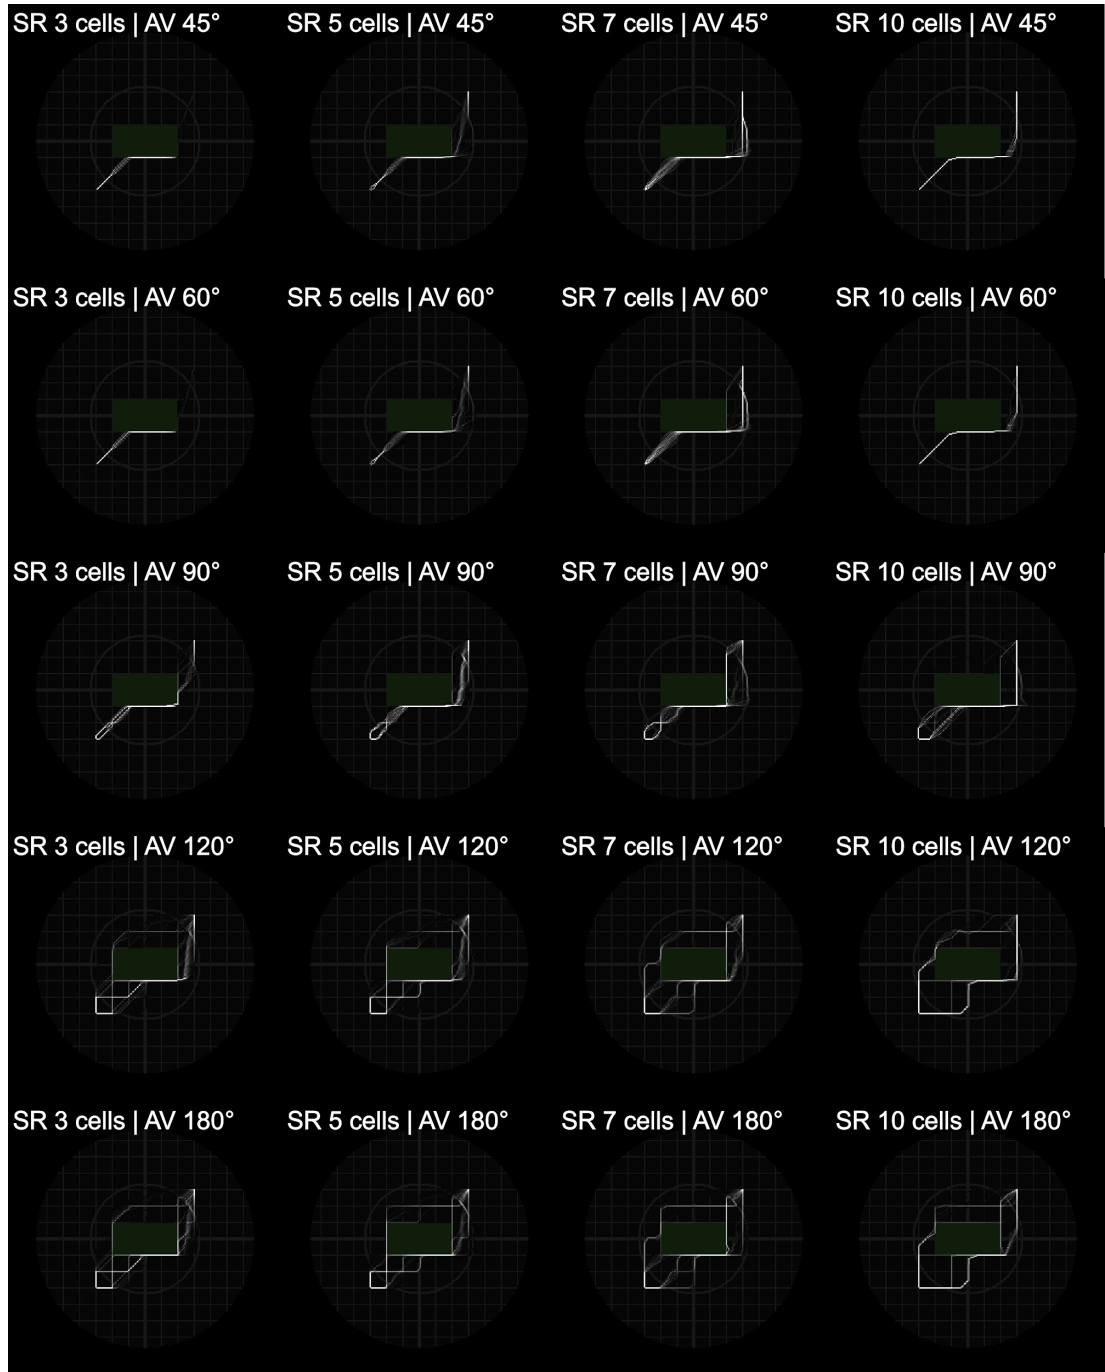 SR 3 cells | AV 45°
SR 5 cells | AV 45°
SR 7 cells | AV 45°
SR 10 cells | AV 45°
SR 3 cells | AV 60°
SR 5 cells | AV 60°
SR 7 cells | AV 60°
SR 10 cells | AV 60°
SR 3 cells | AV 90°
SR 5 cells | AV 90°
SR 7 cells | AV 90°
SR 10 cells | AV 90°
SR 3 cells | AV 120°
SR 5 cells | AV 120°
SR 7 cells | AV 120°
SR 10 cells | AV 120°
SR 3 cells | AV 180°
SR 5 cells | AV 180°
SR 7 cells | AV 180°
SR 10 cells | AV 180°